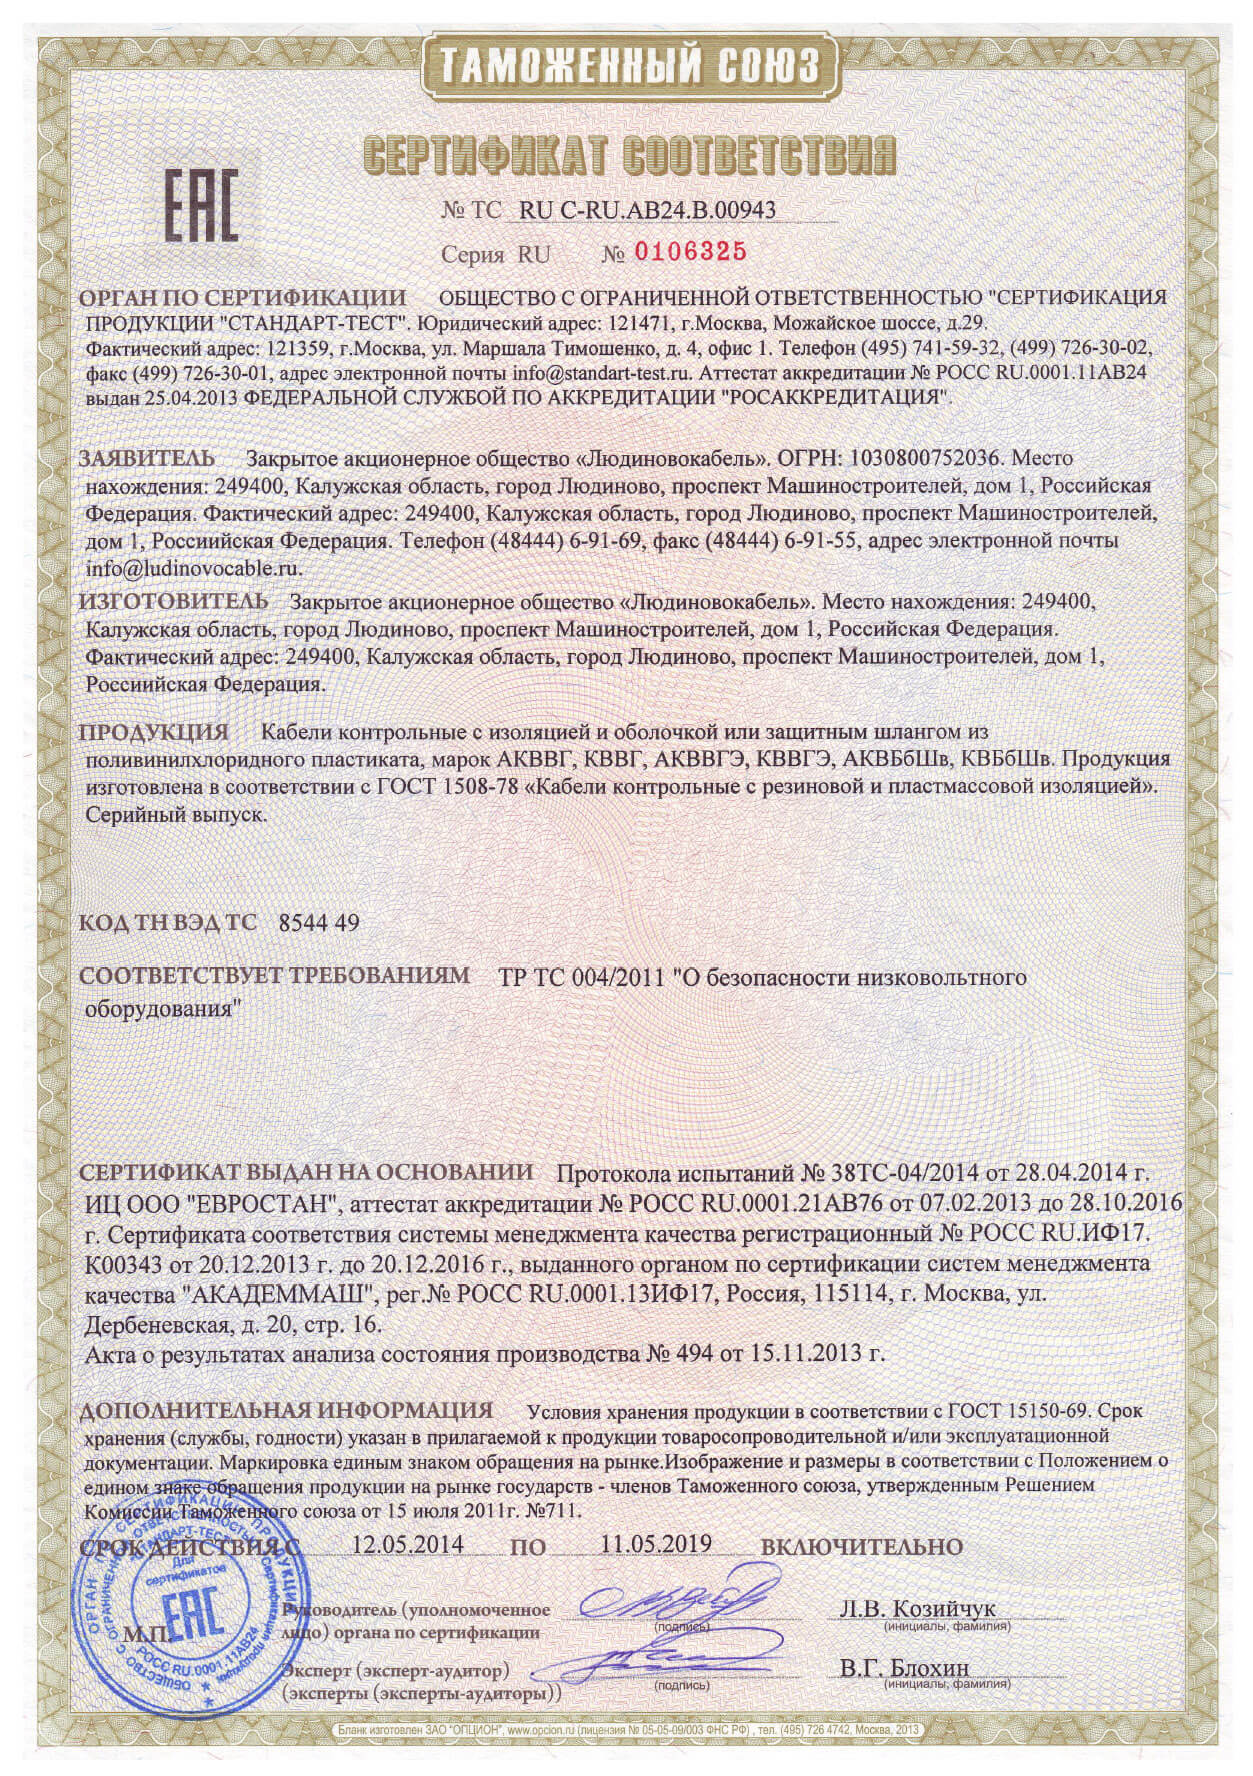 ТАМОЖЕННЫЙ СОЮЗ
СЕРТИФИКАТ СООТВЕТСТВИЯ
ЕАС
№ ТС RU C-RU.АВ24.В.00943
Серия RU № 0106325
ОРГАН ПО СЕРТИФИКАЦИИ ОБЩЕСТВО С ОГРАНИЧЕННОЙ ОТВЕТСТВЕННОСТЬЮ "СЕРТИФИКАЦИЯ
ПРОДУКЦИИ "СТАНДАРТ-ТЕСТ". Юридический адрес: 121471, г.Москва, Можайское шоссе, д.29.
Фактический адрес: 121359, г.Москва, ул. Маршала Тимошенко, д. 4, офис 1. Телефон (495) 741-59-32, (499) 726-30-02,
факс (499) 726-30-01, адрес электронной почты info@standart-test.ru. Аттестат аккредитации № РОСС RU.0001.11АВ24
выдан 25.04.2013 ФЕДЕРАЛЬНОЙ СЛУЖБОЙ ПО АККРЕДИТАЦИИ "РОСАККРЕДИТАЦИЯ".
ЗАЯВИТЕЛЬ Закрытое акционерное общество «Людиновокабель». ОГРН: 1030800752036. Место
нахождения: 249400, Калужская область, город Людиново, проспект Машиностроителей, дом 1, Российская
Федерация. Фактический адрес: 249400, Калужская область, город Людиново, проспект Машиностроителей,
дом 1, Россиийская Федерация. Телефон (48444) 6-91-69, факс (48444) 6-91-55, адрес электронной почты
info@ludinovocable.ru.
ИЗГОТОВИТЕЛЬ Закрытое акционерное общество «Людиновокабель». Место нахождения: 249400,
Калужская область, город Людиново, проспект Машиностроителей, дом 1, Российская Федерация.
Фактический адрес: 249400, Калужская область, город Людиново, проспект Машиностроителей, дом 1,
Россиийская Федерация.
ПРОДУКЦИЯ Кабели контрольные с изоляцией и оболочкой или защитным шлангом из
поливинилхлоридного пластиката, марок АКВВГ, КВВГ, АКВВГЭ, КВВГЭ, АКВБбШв, КВБбШв. Продукция
изготовлена в соответствии с ГОСТ 1508-78 «Кабели контрольные с резиновой и пластмассовой изоляцией».
Серийный выпуск.
КОД ТН ВЭД ТС 8544 49
СООТВЕТСТВУЕТ ТРЕБОВАНИЯМ ТР ТС 004/2011 "О безопасности низковольтного
оборудования"
СЕРТИФИКАТ ВЫДАН НА ОСНОВАНИИ Протокола испытаний № 38ТС-04/2014 от 28.04.2014 г.
ИЦ ООО "ЕВРОСТАН", аттестат аккредитации № РОСС RU.0001.21АВ76 от 07.02.2013 до 28.10.2016
г. Сертификата соответствия системы менеджмента качества регистрационный № РОСС RU.ИФ17.
К00343 от 20.12.2013 г. до 20.12.2016 г., выданного органом по сертификации систем менеджмента
качества "АКАДЕММАШ", рег.№ РОСС RU.0001.13ИФ17, Россия, 115114, г. Москва, ул.
Дербеневская, д. 20, стр. 16.
Акта о результатах анализа состояния производства № 494 от 15.11.2013 г.
ДОПОЛНИТЕЛЬНАЯ ИНФОРМАЦИЯ Условия хранения продукции в соответствии с ГОСТ 15150-69. Срок
хранения (службы, годности) указан в прилагаемой к продукции товаросопроводительной и/или эксплуатационной
документации. Маркировка единым знаком обращения на рынке.Изображение и размеры в соответствии с Положением о
едином знаке обращения продукции на рынке государств - членов Таможенного союза, утвержденным Решением
Комиссии Таможенного союза от 15 июля 2011г. №711.
СРОК ДЕЙСТВИЯ С 12.05.2014 ПО 11.05.2019 ВКЛЮЧИТЕЛЬНО
ОРГАН ПО СЕРТИФИКАЦИИ ПРОДУКЦИИ
ОБЩЕСТВО С ОГРАНИЧЕННОЙ ОТВЕТСТВЕННОСТЬЮ "Сертификация продукции
"СТАНДАРТ-ТЕСТ"
Для
сертификатов
ЕАС
РОСС RU.0001.11АВ24
М.П.
Руководитель (уполномоченное
лицо) органа по сертификации
(подпись)
Л.В. Козийчук
(инициалы, фамилия)
Эксперт (эксперт-аудитор)
(эксперты (эксперты-аудиторы))
(подпись)
В.Г. Блохин
(инициалы, фамилия)
Бланк изготовлен ЗАО "ОПЦИОН", www.opcion.ru (лицензия № 05-05-09/003 ФНС РФ) , тел. (495) 726 4742, Москва, 2013